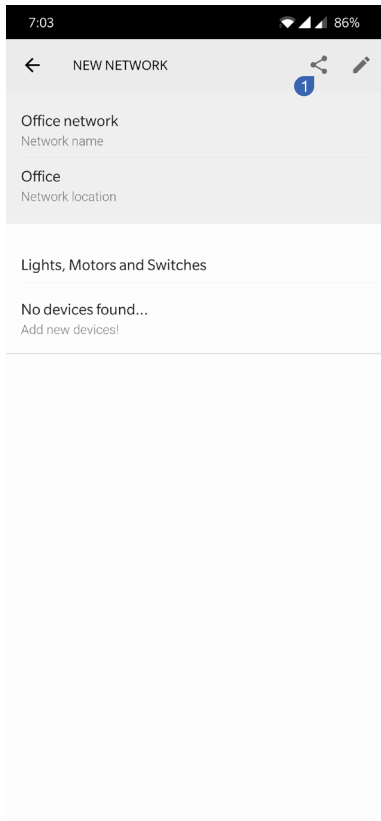 7:03 86%
NEW NETWORK
1
Office network
Network name
Office
Network location
Lights, Motors and Switches
No devices found...
Add new devices!